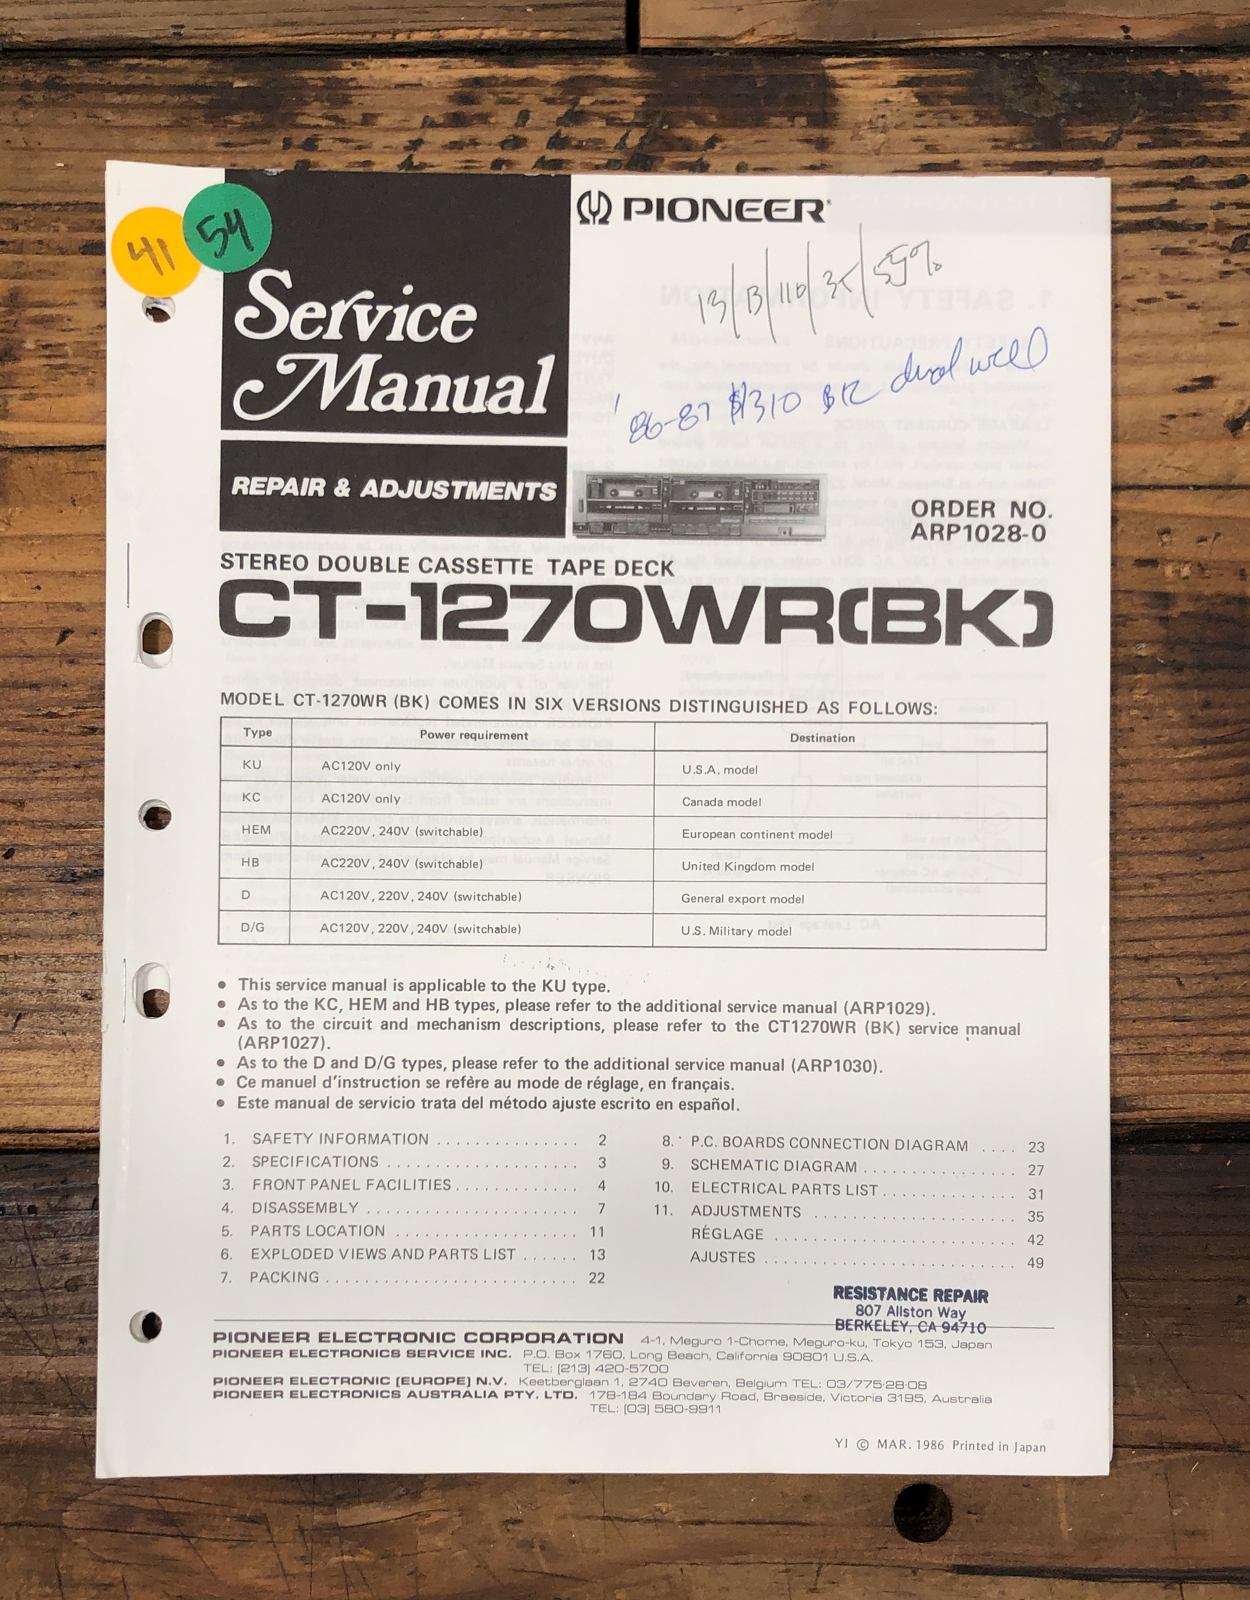 41
54
Service
Manual
PIONEER
13/B/110/35/55%
'86-87 $1310 BK dual well
REPAIR & ADJUSTMENTS
ORDER NO.
ARP1028-0
STEREO DOUBLE CASSETTE TAPE DECK
CT-1270WR(BK)
MODEL CT-1270WR (BK) COMES IN SIX VERSIONS DISTINGUISHED AS FOLLOWS:
Type Power requirement Destination
KU AC120V only U.S.A. model
KC AC120V only Canada model
HEM AC220V, 240V (switchable) European continent model
HB AC220V, 240V (switchable) United Kingdom model
D AC120V, 220V, 240V (switchable) General export model
D/G AC120V, 220V, 240V (switchable) U.S. Military model
• This service manual is applicable to the KU type.
• As to the KC, HEM and HB types, please refer to the additional service manual (ARP1029).
• As to the circuit and mechanism descriptions, please refer to the CT1270WR (BK) service manual
(ARP1027).
• As to the D and D/G types, please refer to the additional service manual (ARP1030).
• Ce manuel d'instruction se refère au mode de réglage, en français.
• Este manual de servicio trata del método ajuste escrito en español.
1. SAFETY INFORMATION . . . . . . . . . . . . . . . 2
2. SPECIFICATIONS . . . . . . . . . . . . . . . . . . . . 3
3. FRONT PANEL FACILITIES . . . . . . . . . . . . . 4
4. DISASSEMBLY . . . . . . . . . . . . . . . . . . . . . . 7
5. PARTS LOCATION . . . . . . . . . . . . . . . . . . . 11
6. EXPLODED VIEWS AND PARTS LIST . . . . . . 13
7. PACKING . . . . . . . . . . . . . . . . . . . . . . . . . 22
8. P.C. BOARDS CONNECTION DIAGRAM . . . . 23
9. SCHEMATIC DIAGRAM . . . . . . . . . . . . . . . . 27
10. ELECTRICAL PARTS LIST . . . . . . . . . . . . . . 31
11. ADJUSTMENTS . . . . . . . . . . . . . . . . . . . . . 35
RÉGLAGE . . . . . . . . . . . . . . . . . . . . . . . . . 42
AJUSTES . . . . . . . . . . . . . . . . . . . . . . . . . . 49
RESISTANCE REPAIR
807 Allston Way
BERKELEY, CA 94710
PIONEER ELECTRONIC CORPORATION 4-1, Meguro 1-Chome, Meguro-ku, Tokyo 153, Japan
PIONEER ELECTRONICS SERVICE INC. P.O. Box 1760, Long Beach, California 90801 U.S.A.
TEL: (213) 420-5700
PIONEER ELECTRONIC [EUROPE] N.V. Keetberglaan 1, 2740 Beveren, Belgium TEL: 03/775·28·08
PIONEER ELECTRONICS AUSTRALIA PTY. LTD. 178-184 Boundary Road, Braeside, Victoria 3195, Australia
TEL: (03) 580-9911
YI © MAR. 1986 Printed in Japan